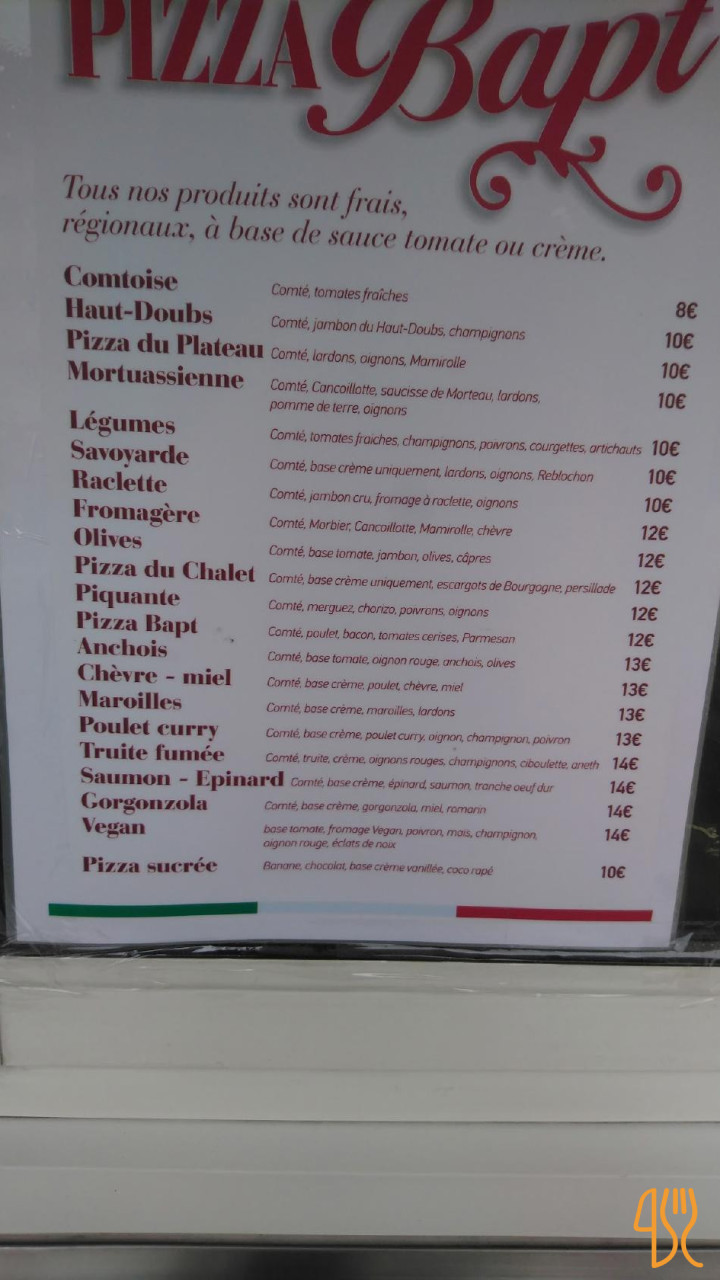 PIZZA Bapt
Tous nos produits sont frais,
régionaux, à base de sauce tomate ou crème.
Comtoise Comté, tomates fraîches 8€
Haut-Doubs Comté, jambon du Haut-Doubs, champignons 10€
Pizza du Plateau Comté, lardons, oignons, Mamirolle 10€
Mortuassienne Comté, Cancoillotte, saucisse de Morteau, lardons, 10€
pomme de terre, oignons
Légumes Comté, tomates fraiches, champignons, poivrons, courgettes, artichauts 10€
Savoyarde Comté, base crème uniquement, lardons, oignons, Reblochon 10€
Raclette Comté, jambon cru, fromage à raclette, oignons 10€
Fromagère Comté, Morbier, Cancoillotte, Mamirolle, chèvre 12€
Olives Comté, base tomate, jambon, olives, câpres 12€
Pizza du Chalet Comté, base crème uniquement, escargots de Bourgogne, persillade 12€
Piquante Comté, merguez, chorizo, poivrons, oignons 12€
Pizza Bapt Comté, poulet, bacon, tomates cerises, Parmesan 12€
Anchois Comté, base tomate, oignon rouge, anchois, olives 13€
Chèvre - miel Comté, base crème, poulet, chèvre, miel 13€
Maroilles Comté, base crème, maroilles, lardons 13€
Poulet curry Comté, base crème, poulet curry, oignon, champignon, poivron 13€
Truite fumée Comté, truite, crème, oignons rouges, champignons, ciboulette, aneth 14€
Saumon - Epinard Comté, base crème, épinard, saumon, tranche oeuf dur 14€
Gorgonzola Comté, base crème, gorgonzola, miel, romarin 14€
Vegan base tomate, fromage Vegan, poivron, maïs, champignon, 14€
oignon rouge, éclats de noix
Pizza sucrée Banane, chocolat, base crème vanillée, coco rapé 10€